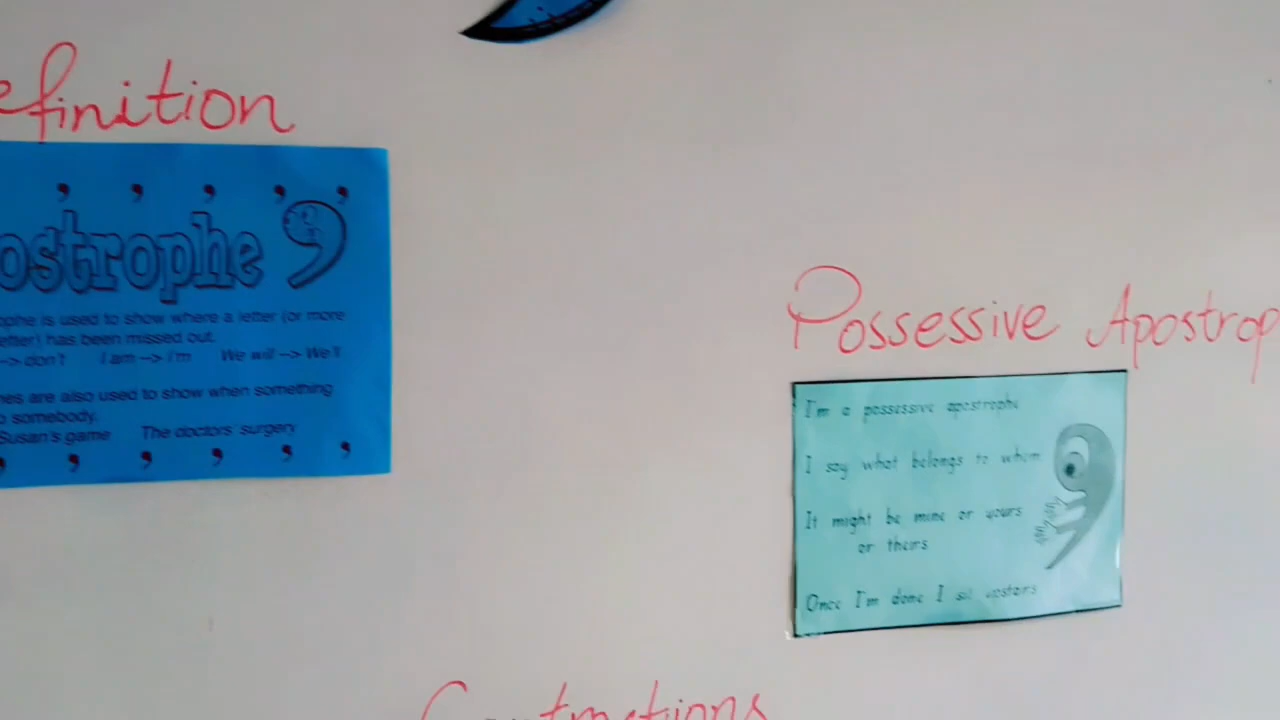 efinition
ostrophe
ophe is used to show where a letter (or more
etter) has been missed out.
-> don't I am -> I'm We will -> We'll
nes are also used to show when something
o somebody.
Susan's game The doctors' surgery
Possessive Apostrop
I'm a possessive apostrophe
I say what belongs to whom
It might be mine or yours
or theirs
Once I'm done I sit upstairs
Contractions